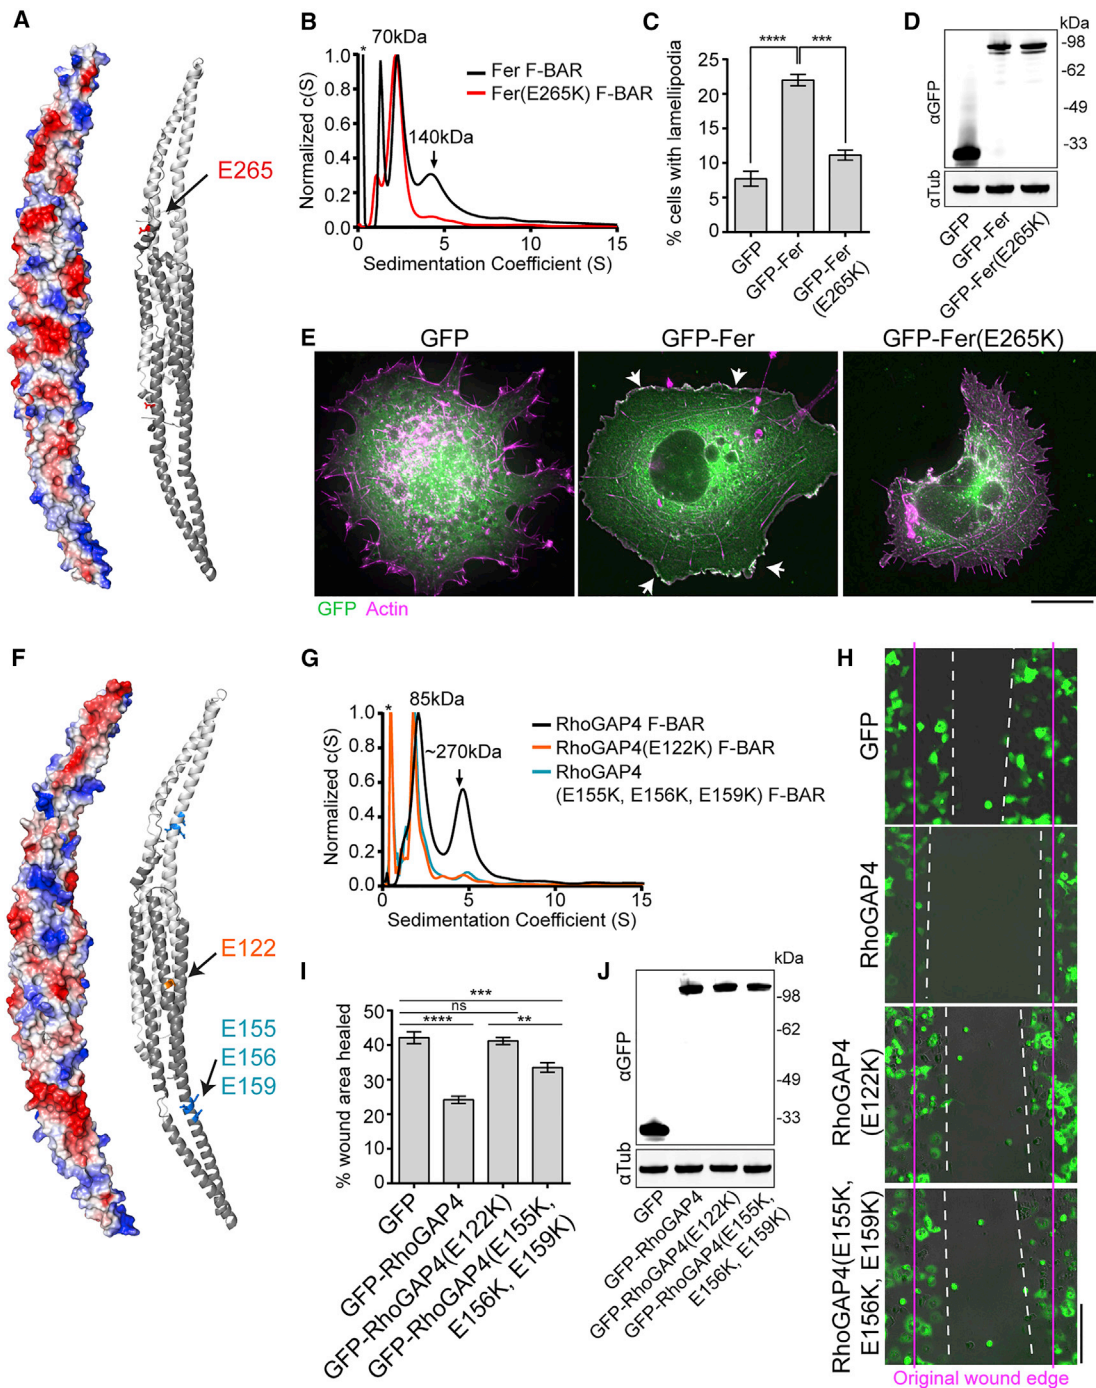 A
E265
B
Normalized c(S)
1.0
0.8
0.6
0.4
0.2
0
*
70kDa
140kDa
Fer F-BAR
Fer(E265K) F-BAR
0
5
10
15
Sedimentation Coefficient (S)
C
% cells with lamellipodia
25
20
15
10
5
0
****
***
GFP
GFP-Fer
GFP-Fer
(E265K)
D
kDa
-98
-62
-49
-33
αGFP
αTub
GFP
GFP-Fer
GFP-Fer(E265K)
E
GFP
GFP-Fer
GFP-Fer(E265K)
GFP Actin
F
E122
E155
E156
E159
G
Normalized c(S)
1.0
0.8
0.6
0.4
0.2
0.0
*
85kDa
~270kDa
RhoGAP4 F-BAR
RhoGAP4(E122K) F-BAR
RhoGAP4
(E155K, E156K, E159K) F-BAR
0
5
10
15
Sedimentation Coefficient (S)
H
GFP
RhoGAP4
RhoGAP4
(E122K)
RhoGAP4(E155K,
E156K, E159K)
Original wound edge
I
% wound area healed
50
40
30
20
10
0
***
ns
****
**
GFP
GFP-RhoGAP4
GFP-RhoGAP4(E122K)
GFP-RhoGAP4(E155K,
E156K, E159K)
J
kDa
-98
-62
-49
-33
αGFP
αTub
GFP
GFP-RhoGAP4
GFP-RhoGAP4(E122K)
GFP-RhoGAP4(E155K,
E156K, E159K)